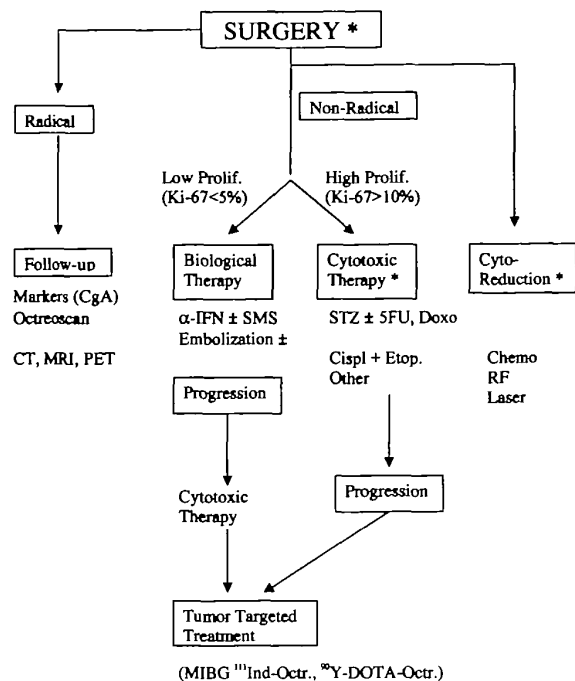 SURGERY *
Radical
Non-Radical
Low Prolif.
(Ki-67<5%)
High Prolif.
(Ki-67>10%)
Follow-up
Markers (CgA)
Octreoscan
CT, MRI, PET
Biological
Therapy
α-IFN ± SMS
Embolization ±
Cytotoxic
Therapy *
STZ ± 5FU, Doxo
Cispl + Etop.
Other
Cyto-
Reduction *
Chemo
RF
Laser
Progression
Cytotoxic
Therapy
Progression
Tumor Targeted
Treatment
(MIBG ¹¹¹Ind-Octr., ⁹⁰Y-DOTA-Octr.)